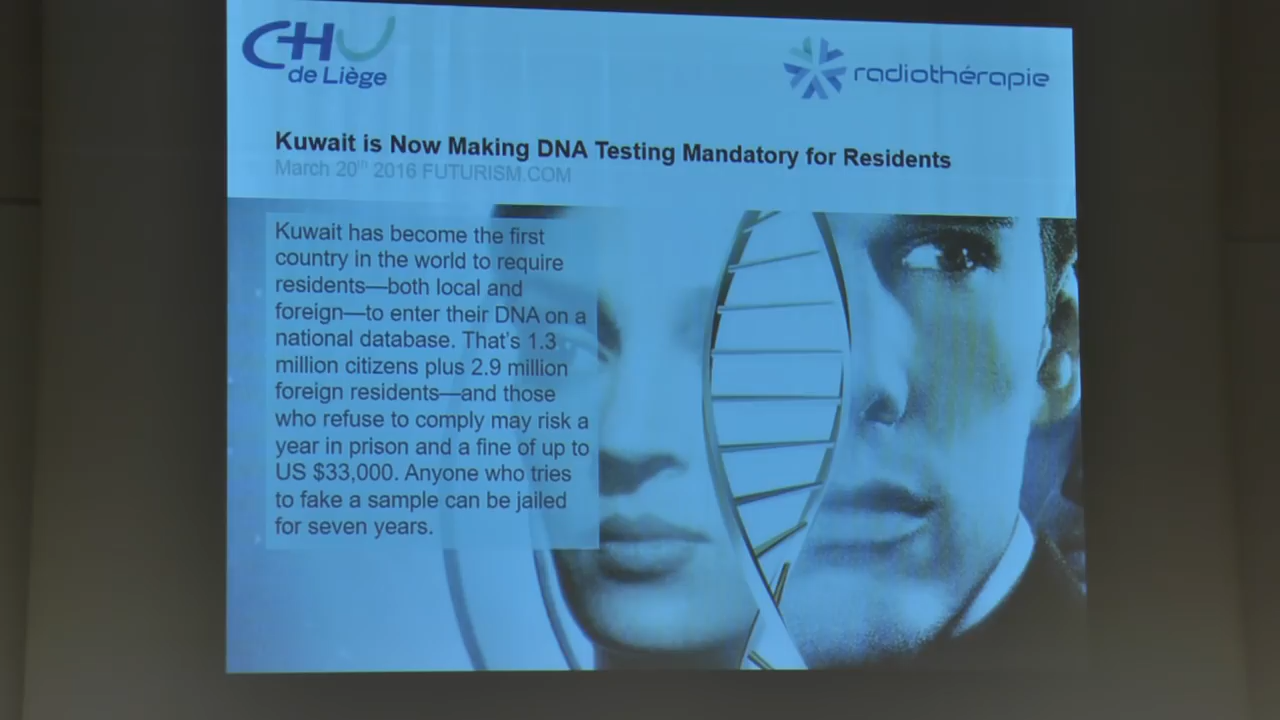 CHU
de Liège
radiothérapie
Kuwait is Now Making DNA Testing Mandatory for Residents
March 20th 2016 FUTURISM.COM
Kuwait has become the first
country in the world to require
residents—both local and
foreign—to enter their DNA on a
national database. That's 1.3
million citizens plus 2.9 million
foreign residents—and those
who refuse to comply may risk a
year in prison and a fine of up to
US $33,000. Anyone who tries
to fake a sample can be jailed
for seven years.